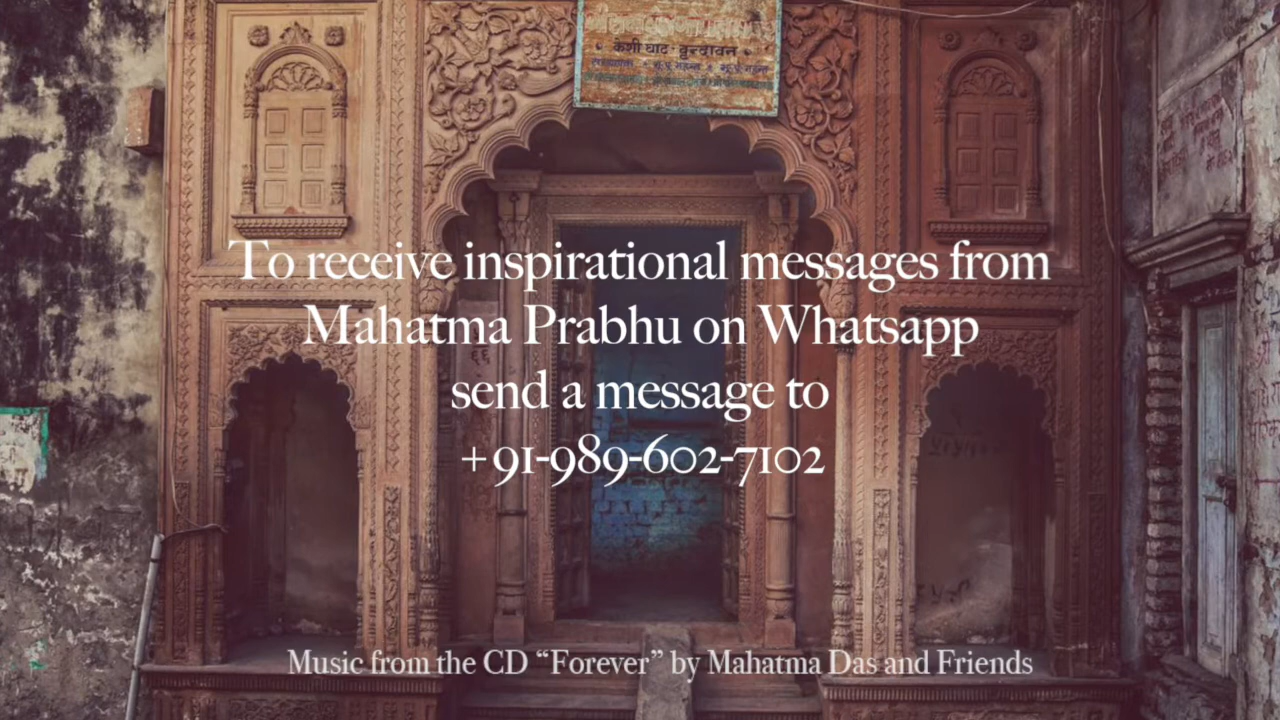 केशी घाट - वृन्दावन
To receive inspirational messages from
Mahatma Prabhu on Whatsapp
send a message to
+91-989-602-7102
Music from the CD “Forever” by Mahatma Das and Friends